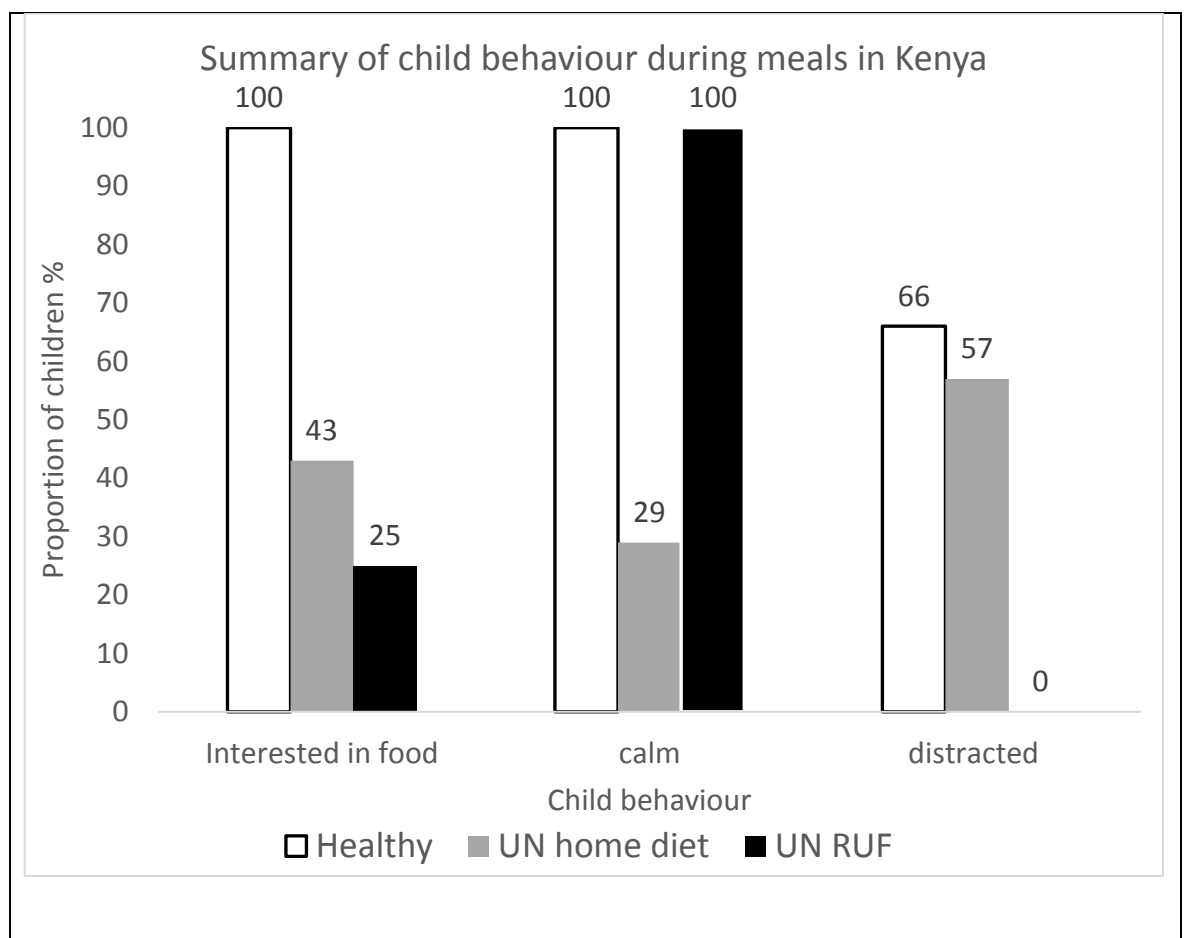 Summary of child behaviour during meals in Kenya
100 100 100
100
90
80
70
60
50
40
30
20
10
0
Proportion of children %
66
57
43
29
25
0
Interested in food calm distracted
Child behaviour
Healthy UN home diet UN RUF